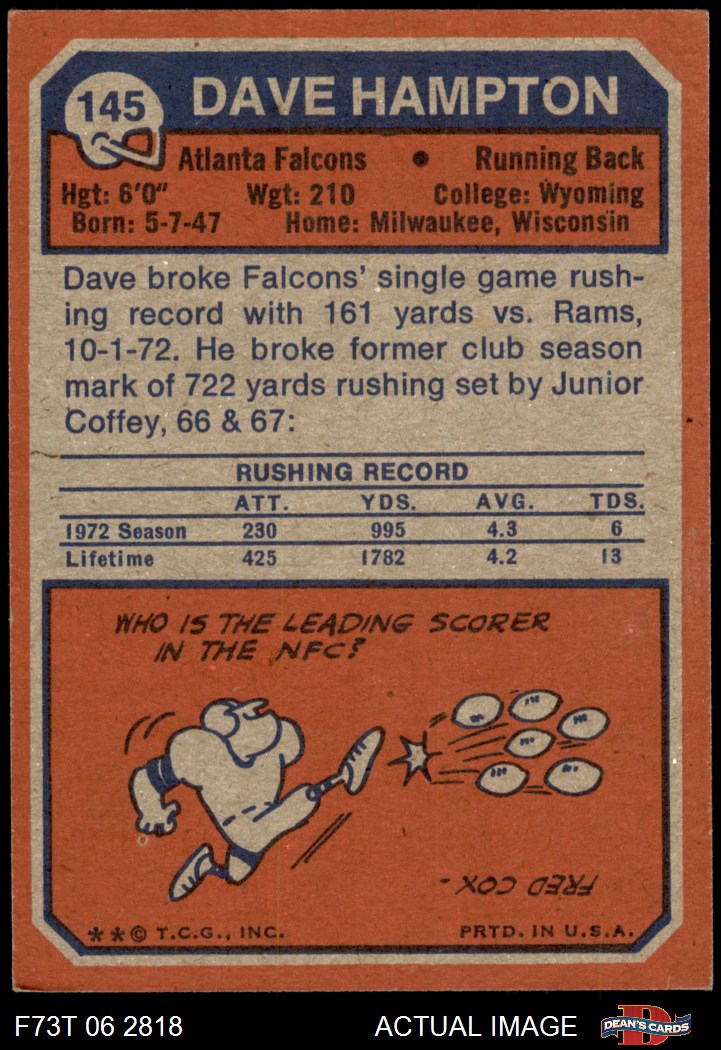 145
DAVE HAMPTON
Atlanta Falcons • Running Back
Hgt: 6'0" Wgt: 210 College: Wyoming
Born: 5-7-47 Home: Milwaukee, Wisconsin
Dave broke Falcons' single game rush-
ing record with 161 yards vs. Rams,
10-1-72. He broke former club season
mark of 722 yards rushing set by Junior
Coffey, 66 & 67:
RUSHING RECORD
ATT. YDS. AVG. TDS.
1972 Season 230 995 4.3 6
Lifetime 425 1782 4.2 13
WHO IS THE LEADING SCORER
IN THE NFC?
FRED COX -
* * © T.C.G., INC. PRTD. IN U.S.A.
F73T 06 2818 ACTUAL IMAGE D DEAN'S CARDS